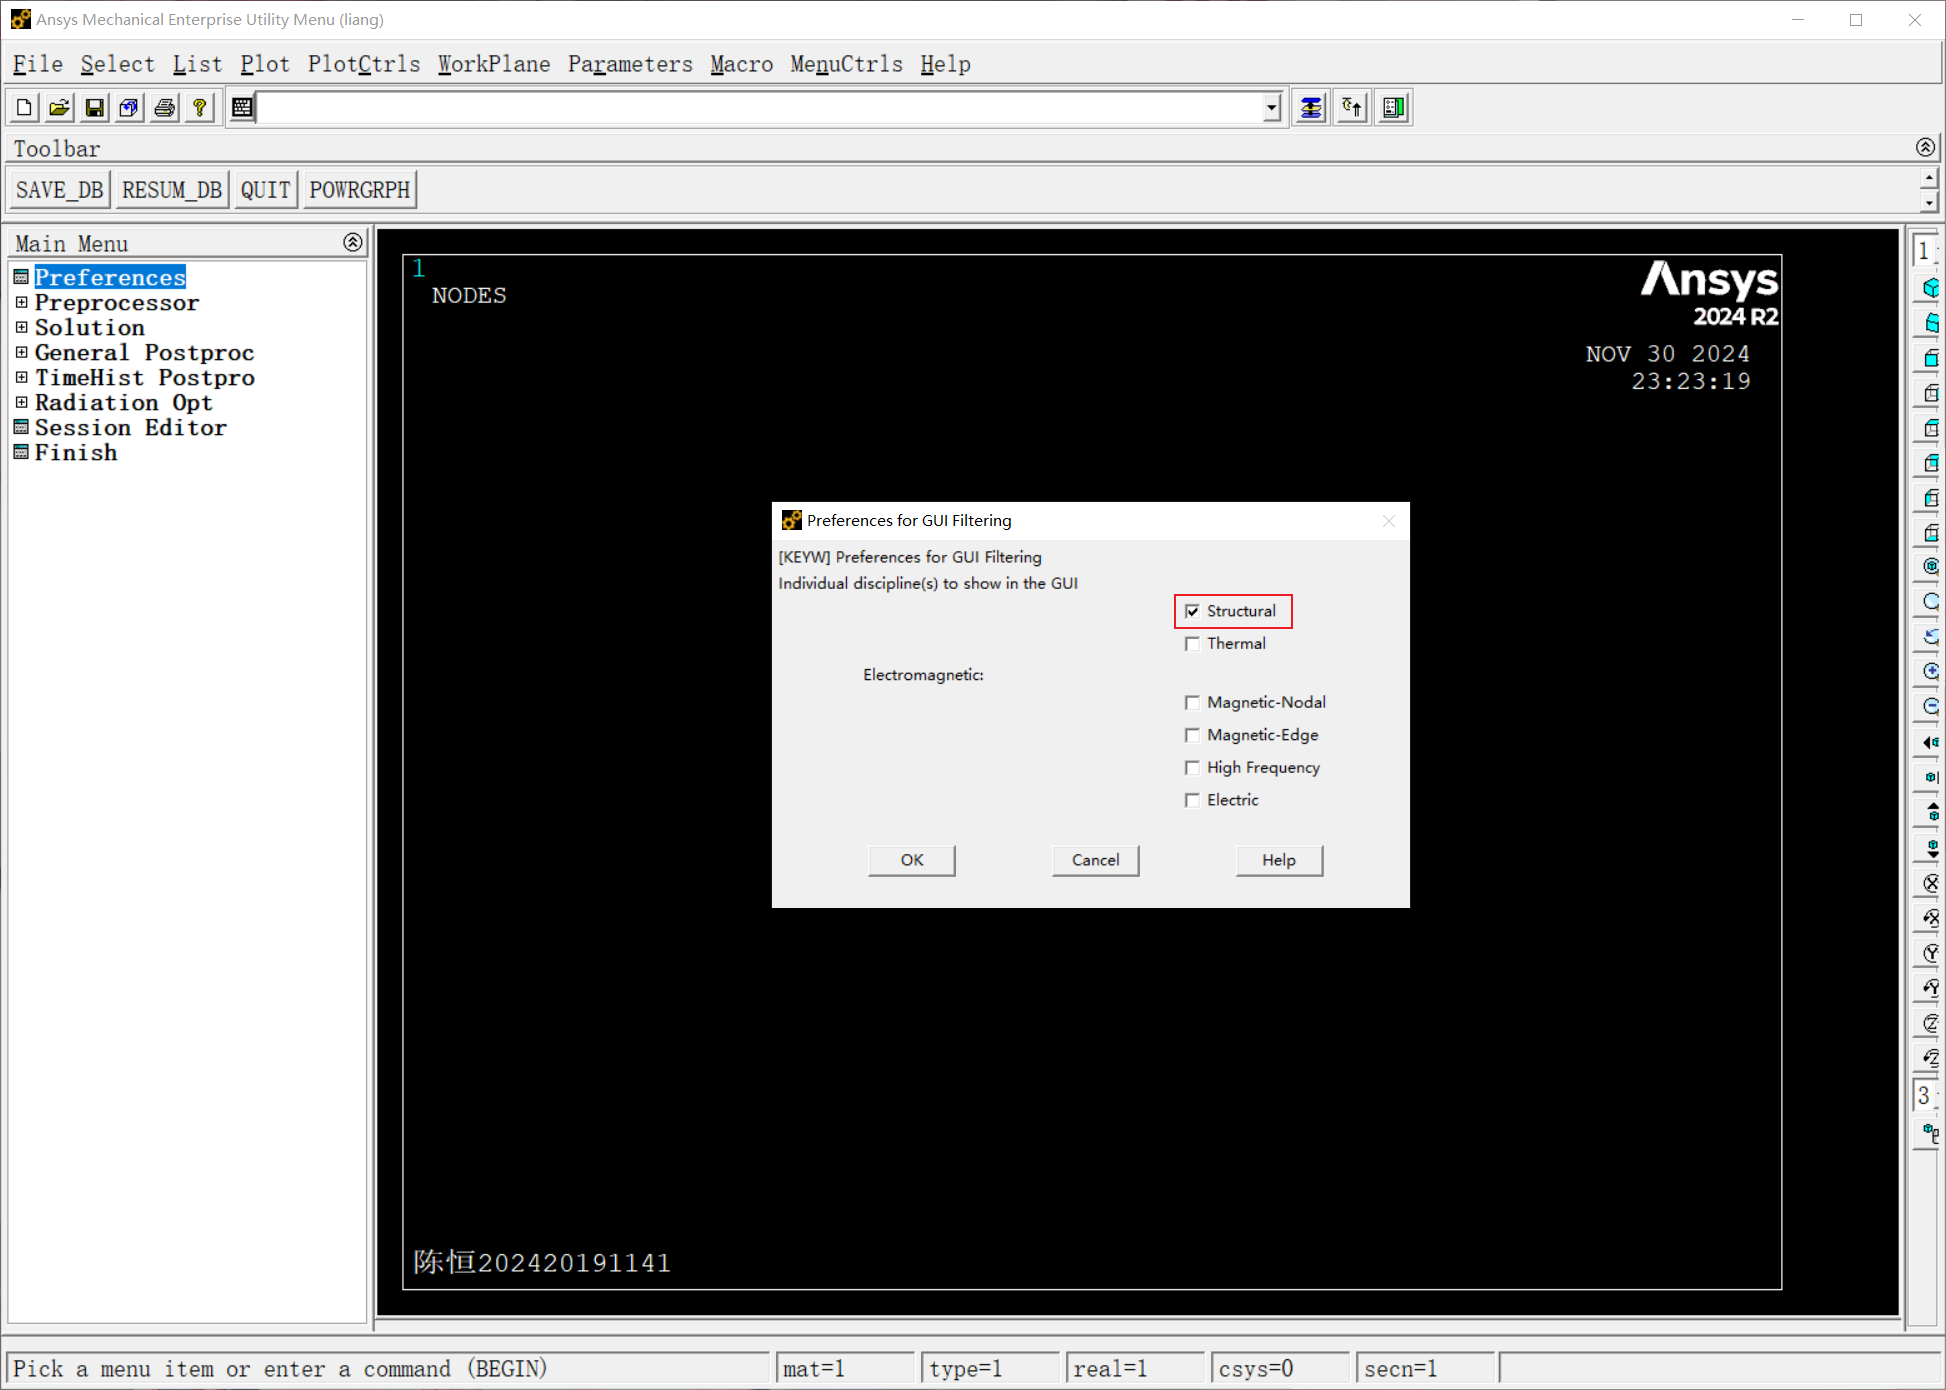 Ansys Mechanical Enterprise Utility Menu (liang)
File Select List Plot PlotCtrls WorkPlane Parameters Macro MenuCtrls Help
Toolbar
SAVE_DB RESUM_DB QUIT POWRGRPH
Main Menu
Preferences
Preprocessor
Solution
General Postproc
TimeHist Postpro
Radiation Opt
Session Editor
Finish
1
NODES
Ansys
2024 R2
NOV 30 2024
23:23:19
Preferences for GUI Filtering
[KEYW] Preferences for GUI Filtering
Individual discipline(s) to show in the GUI
Structural
Thermal
Electromagnetic:
Magnetic-Nodal
Magnetic-Edge
High Frequency
Electric
OK Cancel Help
陈恒202420191141
1
3
Pick a menu item or enter a command (BEGIN) mat=1 type=1 real=1 csys=0 secn=1